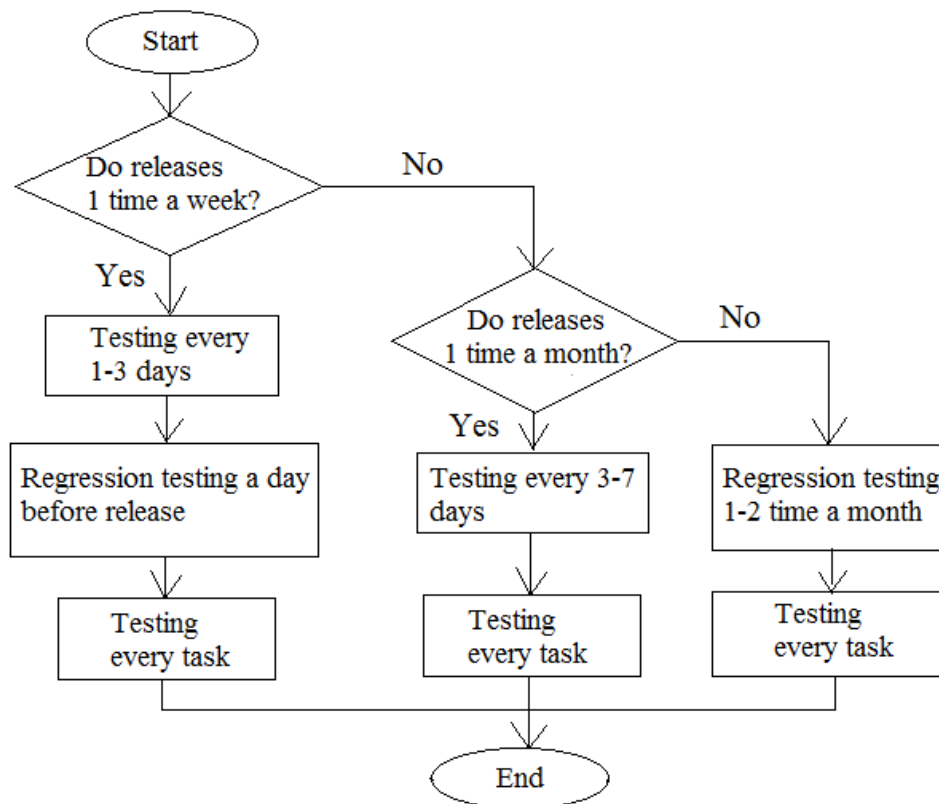 Start
Do releases
1 time a week?
No
Yes
Testing every
1-3 days
Do releases
1 time a month?
No
Yes
Regression testing a day
before release
Testing every 3-7
days
Regression testing
1-2 time a month
Testing
every task
Testing
every task
Testing
every task
End